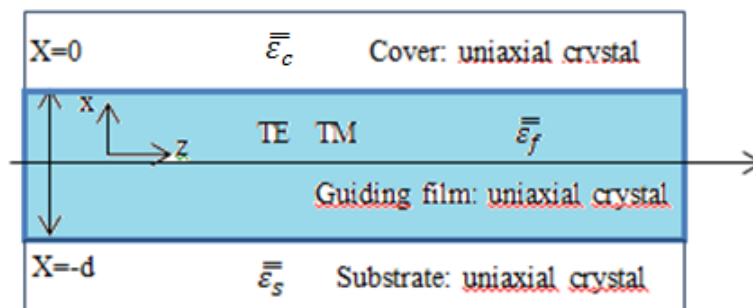 X=0 ε̿c Cover: uniaxial crystal
x
z TE TM ε̿f
Guiding film: uniaxial crystal
X=-d ε̿s Substrate: uniaxial crystal